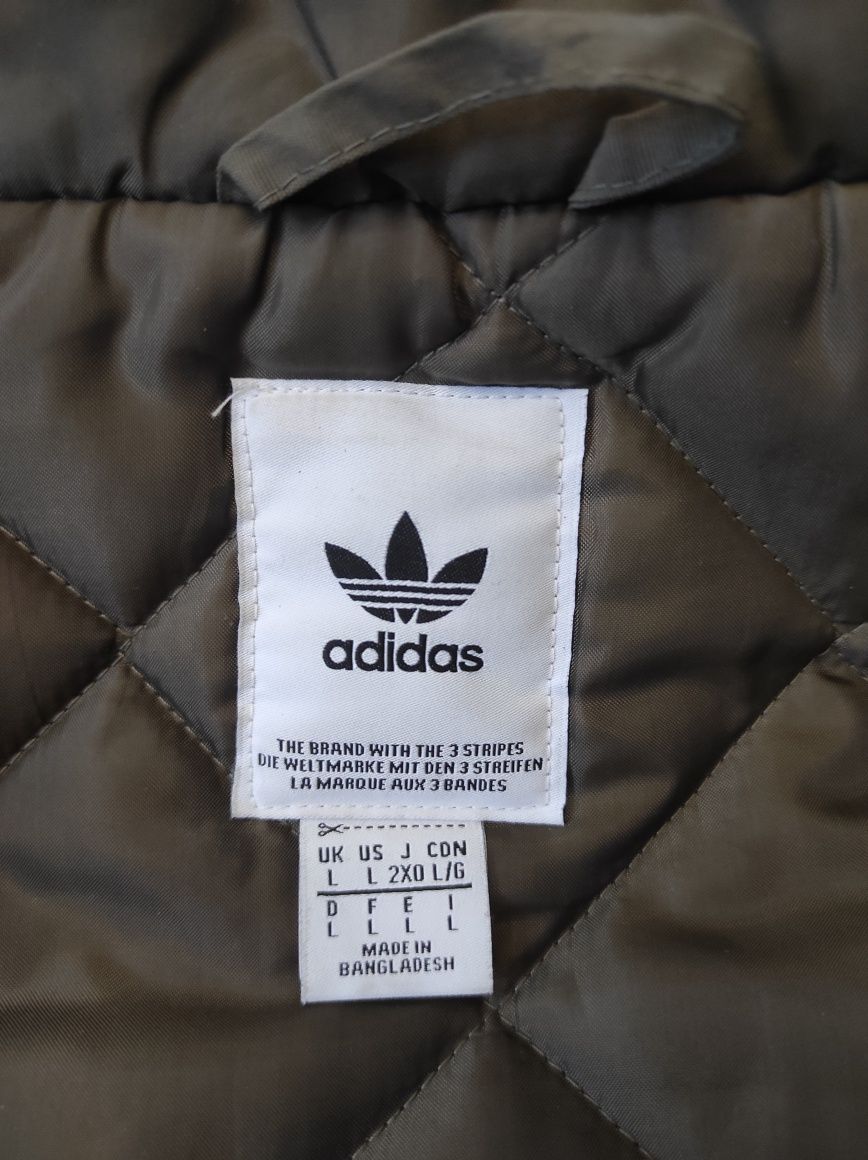 adidas
THE BRAND WITH THE 3 STRIPES
DIE WELTMARKE MIT DEN 3 STREIFEN
LA MARQUE AUX 3 BANDES
UK US J CDN
L L 2XO L/G
D F E I
L L L L
MADE IN
BANGLADESH